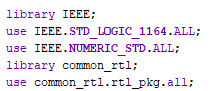 library IEEE;
use IEEE.STD_LOGIC_1164.ALL;
use IEEE.NUMERIC_STD.ALL;
library common_rtl;
use common_rtl.rtl_pkg.all;